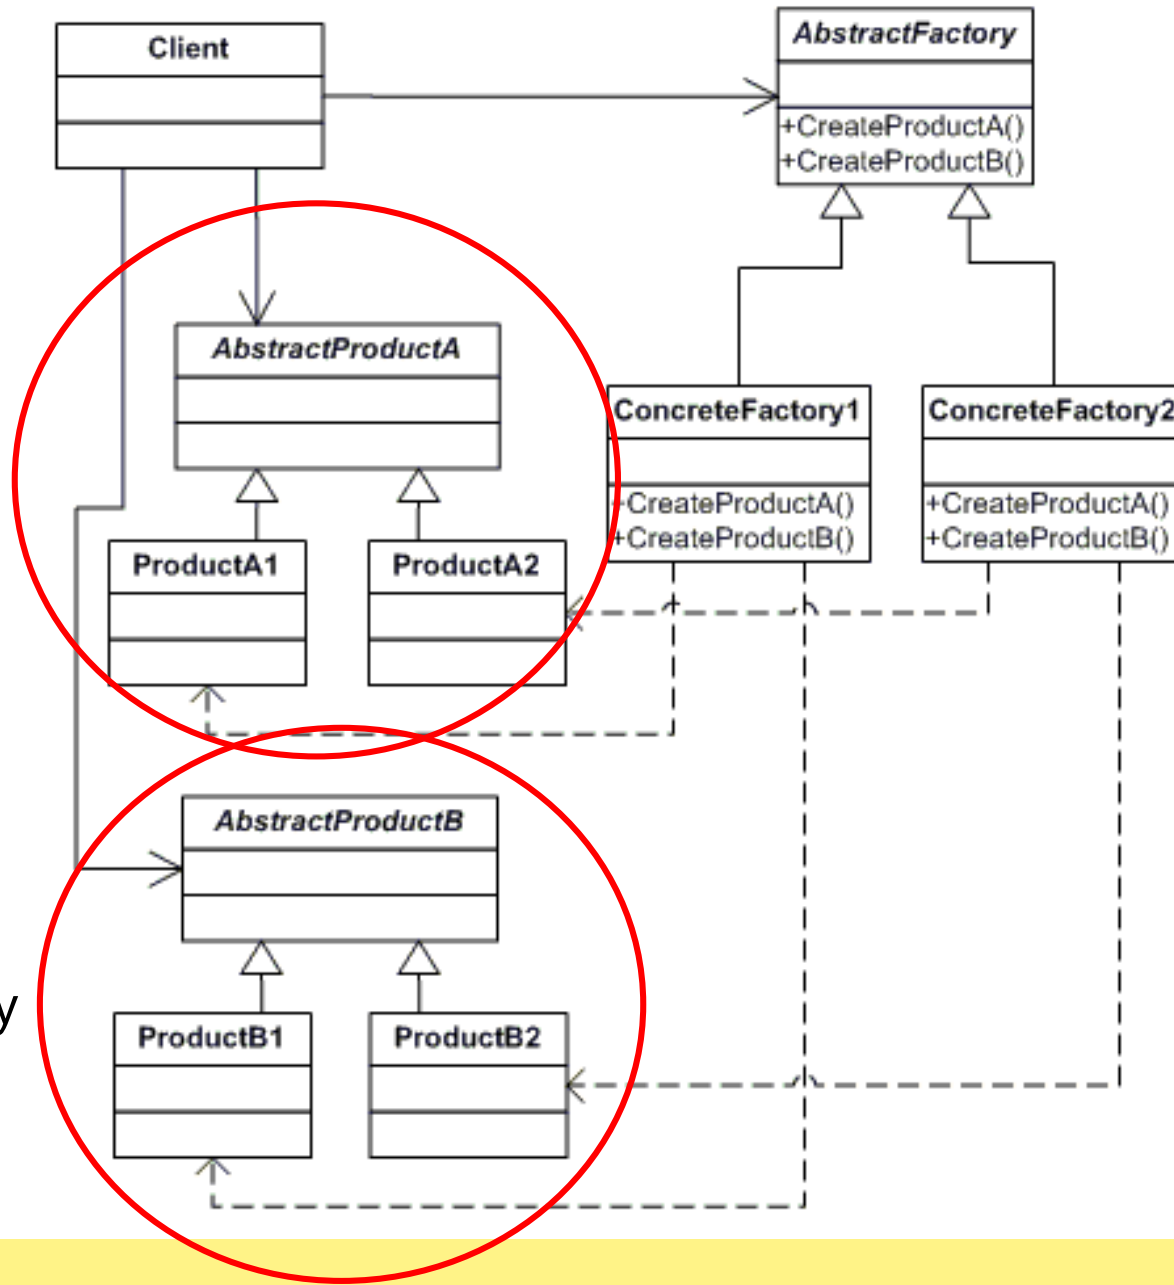 Client
AbstractFactory
+CreateProductA()
+CreateProductB()
AbstractProductA
ConcreteFactory1
+CreateProductA()
+CreateProductB()
ConcreteFactory2
+CreateProductA()
+CreateProductB()
ProductA1
ProductA2
AbstractProductB
y
ProductB1
ProductB2